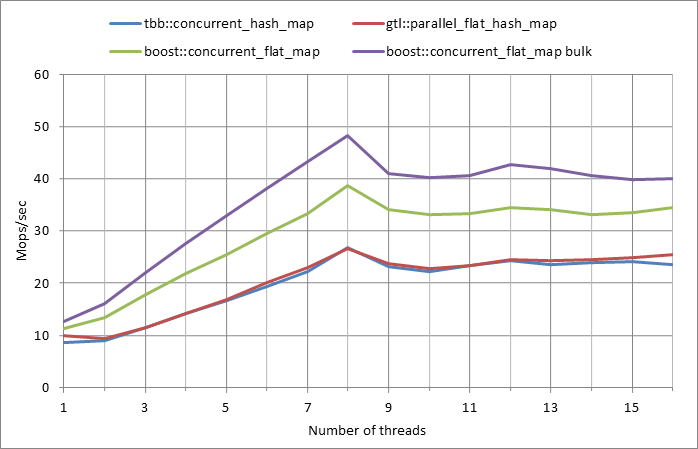 tbb::concurrent_hash_map gtl::parallel_flat_hash_map
boost::concurrent_flat_map boost::concurrent_flat_map bulk
60
50
40
30
20
10
0
Mops/sec
1 3 5 7 9 11 13 15
Number of threads